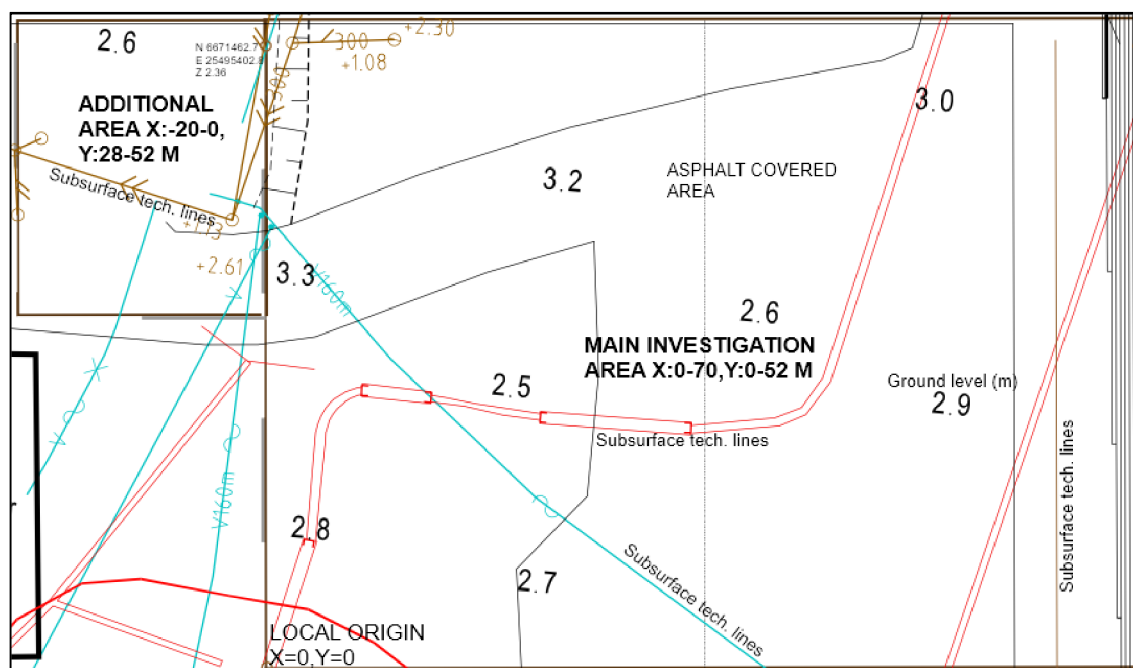 2.6
N 6671462.7
E 25495402.8
Z 2.36
ADDITIONAL
AREA X:-20-0,
Y:28-52 M
Subsurface tech. lines
+1.13
+2.61
300
300
+2.30
+1.08
3.0
3.2
ASPHALT COVERED
AREA
3.3
V160m
2.6
MAIN INVESTIGATION
AREA X:0-70,Y:0-52 M
2.5
Ground level (m)
2.9
Subsurface tech. lines
Subsurface tech. lines
V
V
V160m
2.8
2.7
Subsurface tech. lines
LOCAL ORIGIN
X=0,Y=0